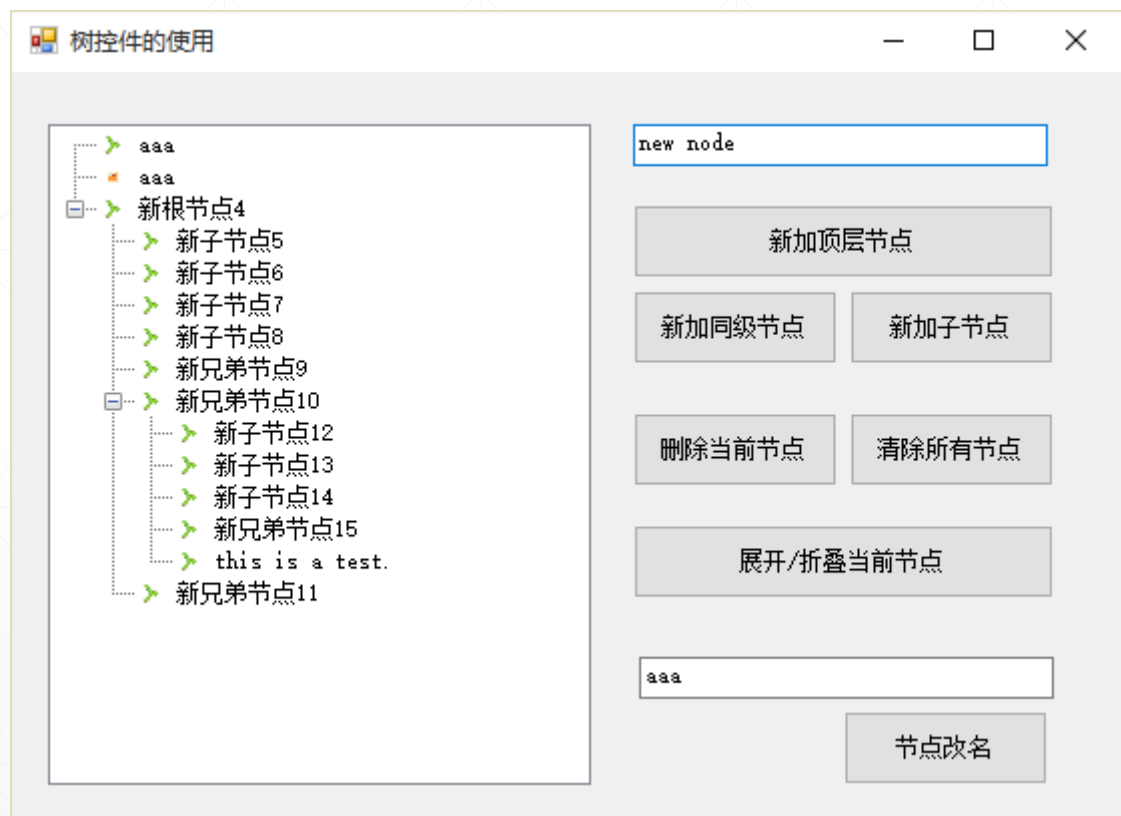 树控件的使用
aaa
aaa
新根节点4
新子节点5
新子节点6
新子节点7
新子节点8
新兄弟节点9
新兄弟节点10
新子节点12
新子节点13
新子节点14
新兄弟节点15
this is a test.
新兄弟节点11
new node
新加顶层节点
新加同级节点 新加子节点
删除当前节点 清除所有节点
展开/折叠当前节点
aaa
节点改名